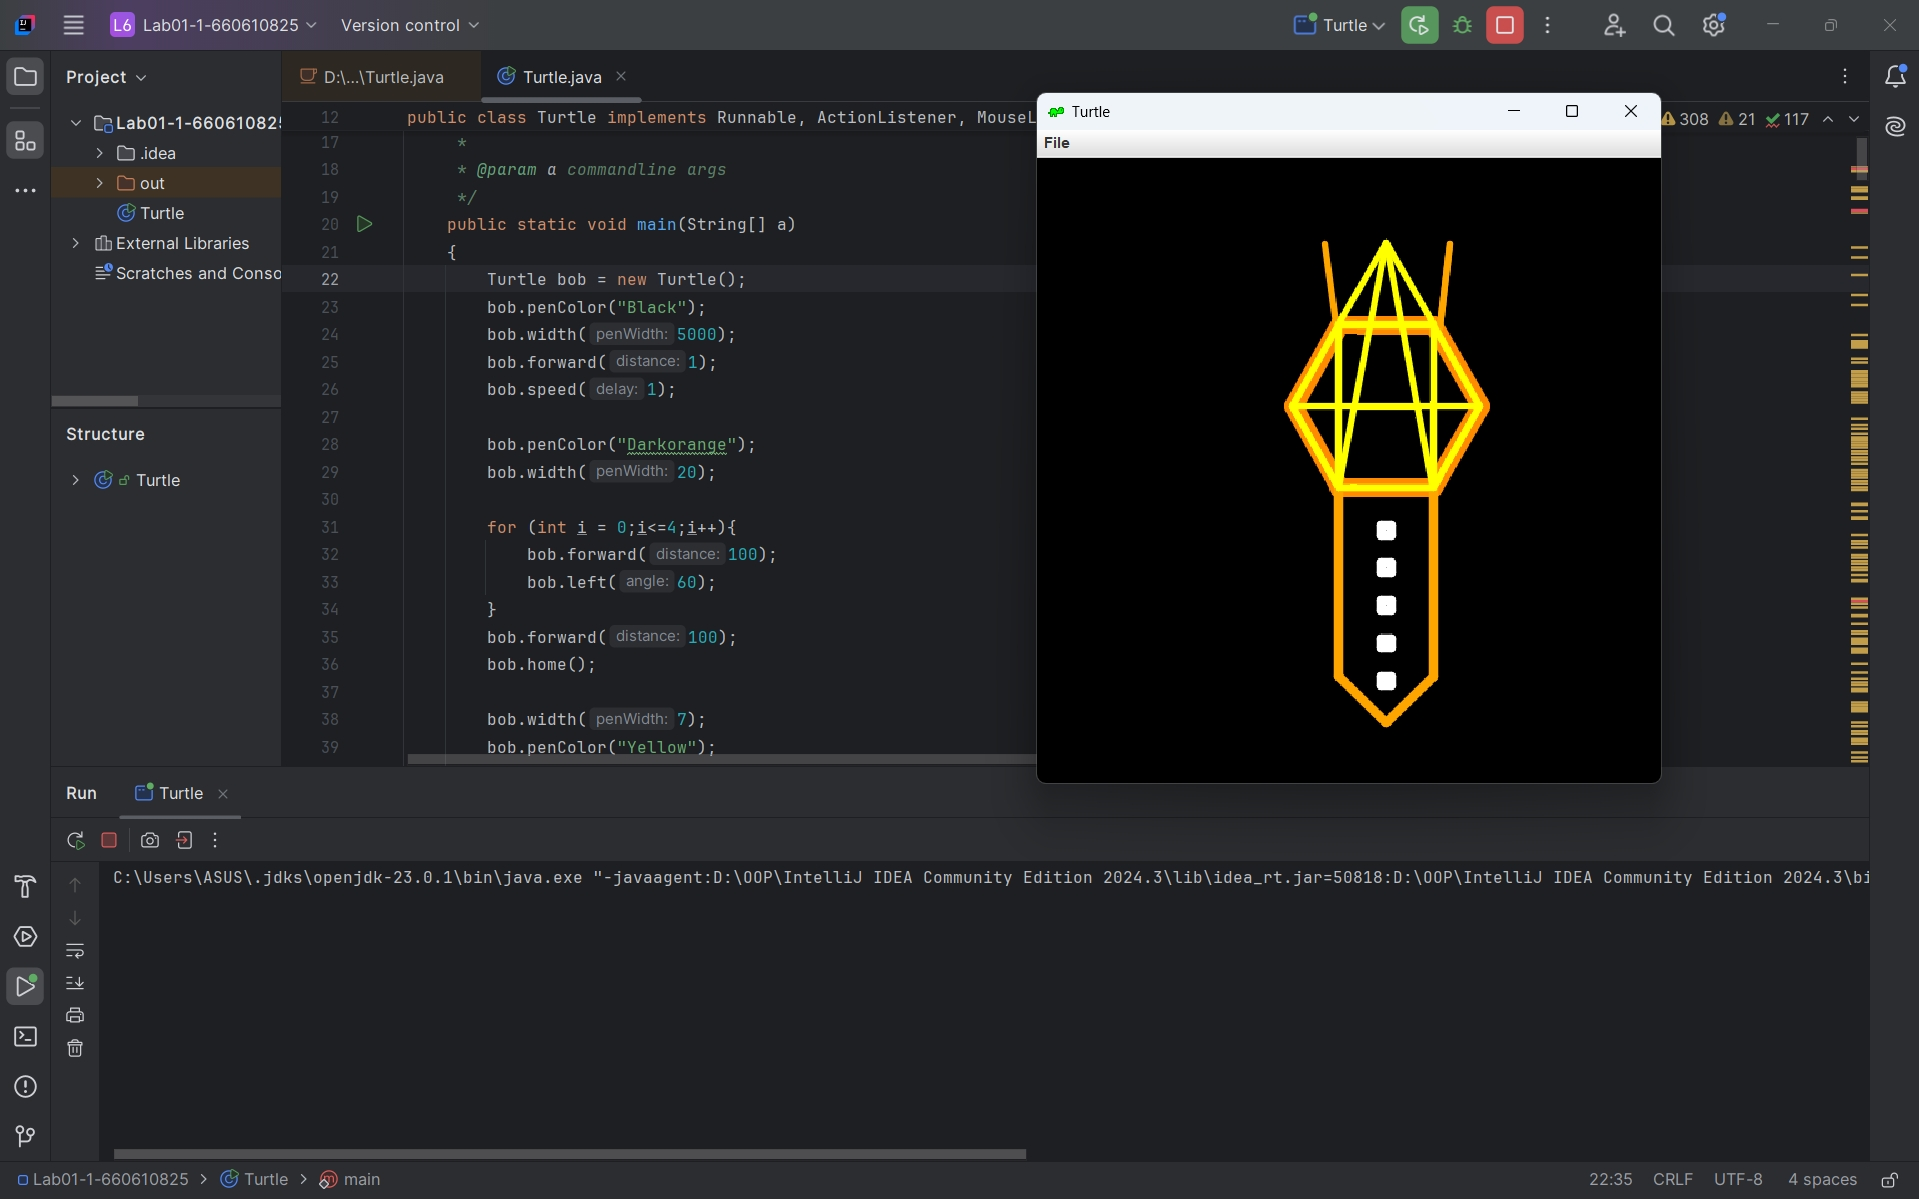 L6 Lab01-1-660610825 Version control Turtle
Project
D:\...\Turtle.java Turtle.java
Lab01-1-66061082
.idea
out
Turtle
External Libraries
Scratches and Conso
Structure
Turtle
308 21 117
12 public class Turtle implements Runnable, ActionListener, MouseL
17 *
18 * @param a commandline args
19 */
20 public static void main(String[] a)
21 {
22 Turtle bob = new Turtle();
23 bob.penColor("Black");
24 bob.width( penWidth: 5000);
25 bob.forward( distance: 1);
26 bob.speed( delay: 1);
27
28 bob.penColor("Darkorange");
29 bob.width( penWidth: 20);
30
31 for (int i = 0;i<=4;i++){
32 bob.forward( distance: 100);
33 bob.left( angle: 60);
34 }
35 bob.forward( distance: 100);
36 bob.home();
37
38 bob.width( penWidth: 7);
39 bob.penColor("Yellow");
Turtle
File
Run Turtle
C:\Users\ASUS\.jdks\openjdk-23.0.1\bin\java.exe "-javaagent:D:\OOP\IntelliJ IDEA Community Edition 2024.3\lib\idea_rt.jar=50818:D:\OOP\IntelliJ IDEA Community Edition 2024.3\bi
Lab01-1-660610825 > Turtle > main
22:35 CRLF UTF-8 4 spaces